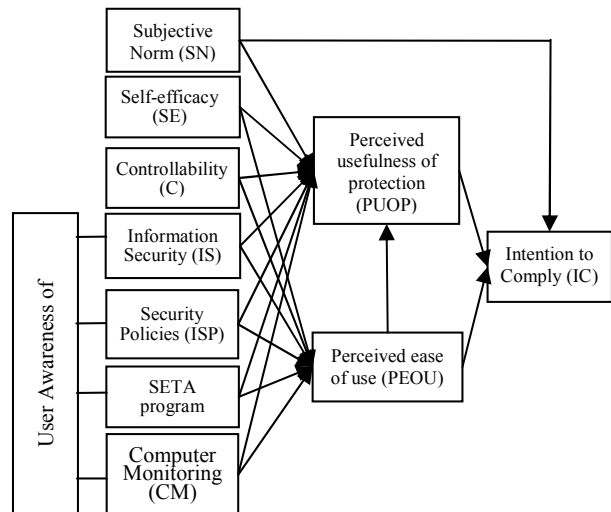 Subjective
Norm (SN)
Self-efficacy
(SE)
Controllability
(C)
Information
Security (IS)
Security
Policies (ISP)
SETA
program
Computer
Monitoring
(CM)
User Awareness of
Perceived
usefulness of
protection
(PUOP)
Perceived ease
of use (PEOU)
Intention to
Comply (IC)